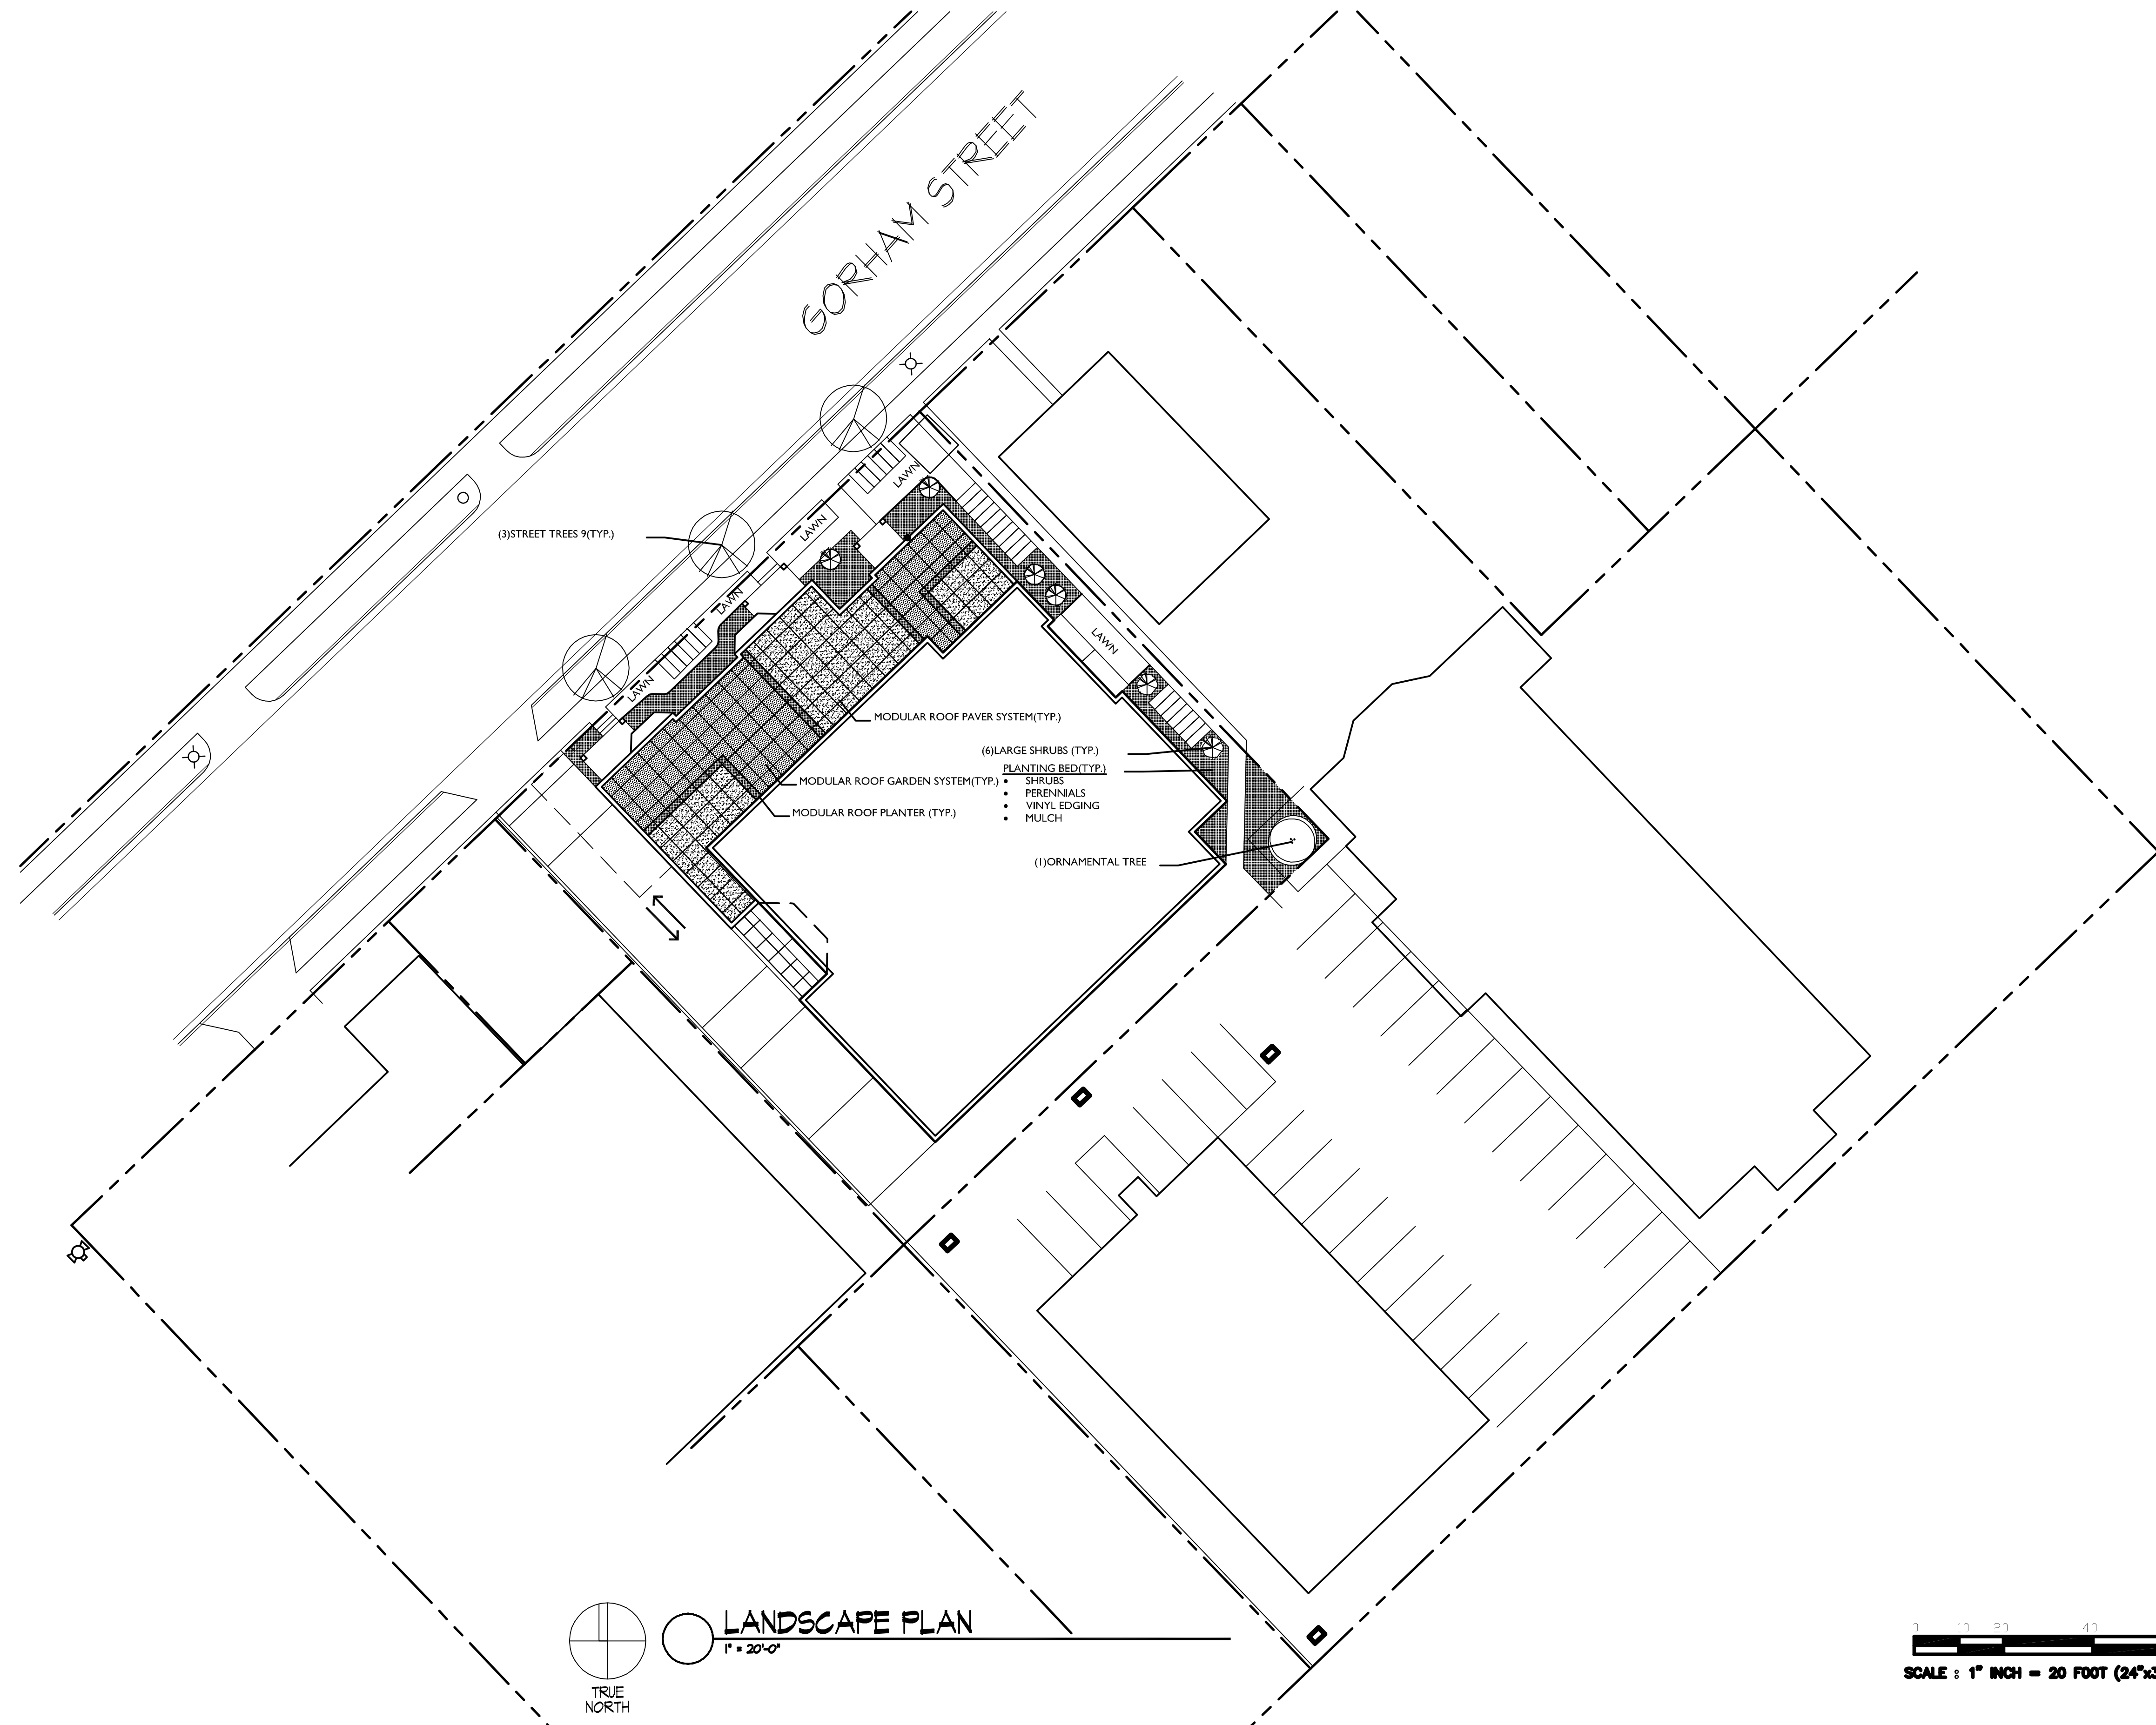 GORHAM STREET
(3)STREET TREES 9(TYP.)
LAWN
LAWN
LAWN
LAWN
LAWN
MODULAR ROOF PAVER SYSTEM(TYP.)
(6)LARGE SHRUBS (TYP.)
PLANTING BED(TYP.)
• SHRUBS
• PERENNIALS
• VINYL EDGING
• MULCH
MODULAR ROOF GARDEN SYSTEM(TYP.)
MODULAR ROOF PLANTER (TYP.)
(1)ORNAMENTAL TREE
LANDSCAPE PLAN
1" = 20'-0"
TRUE
NORTH
0 10 20 40
SCALE : 1" INCH = 20 FOOT (24"x3